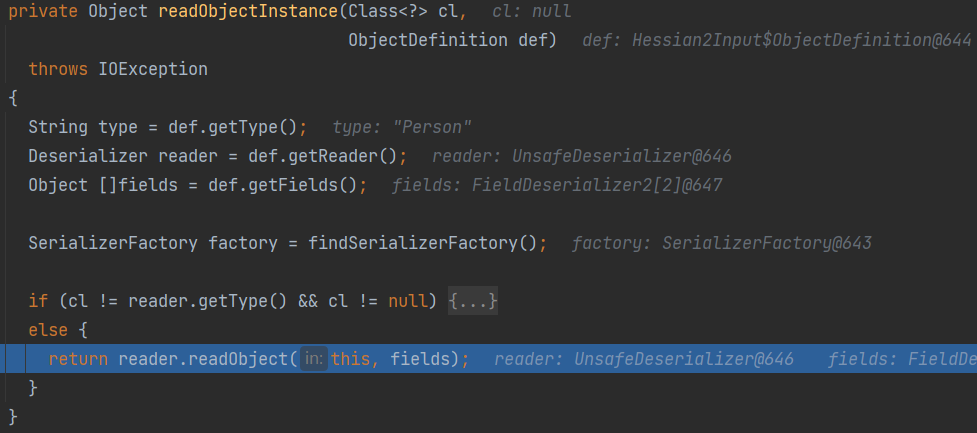 private Object readObjectInstance(Class<?> cl,   cl: null
                                  ObjectDefinition def)   def: Hessian2Input$ObjectDefinition@644
  throws IOException
{
  String type = def.getType();   type: "Person"
  Deserializer reader = def.getReader();   reader: UnsafeDeserializer@646
  Object []fields = def.getFields();   fields: FieldDeserializer2[2]@647
  SerializerFactory factory = findSerializerFactory();   factory: SerializerFactory@643
  if (cl != reader.getType() && cl != null) {...}
  else {
    return reader.readObject( in: this, fields);   reader: UnsafeDeserializer@646   fields: FieldDe
  }
}